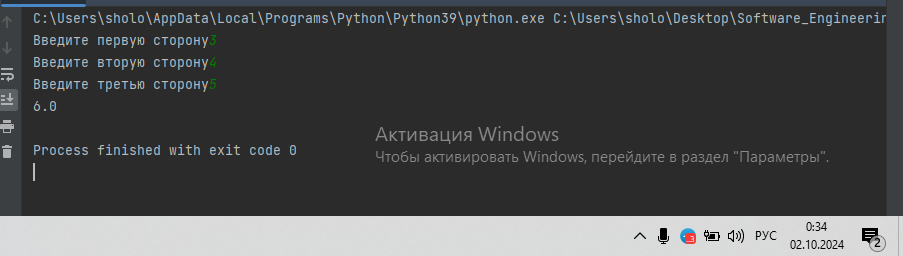 C:\Users\sholo\AppData\Local\Programs\Python\Python39\python.exe C:\Users\sholo\Desktop\Software_Engineerin
Введите первую сторону3
Введите вторую сторону4
Введите третью сторону5
6.0
Process finished with exit code 0
Активация Windows
Чтобы активировать Windows, перейдите в раздел "Параметры".
РУС
0:34
02.10.2024
2